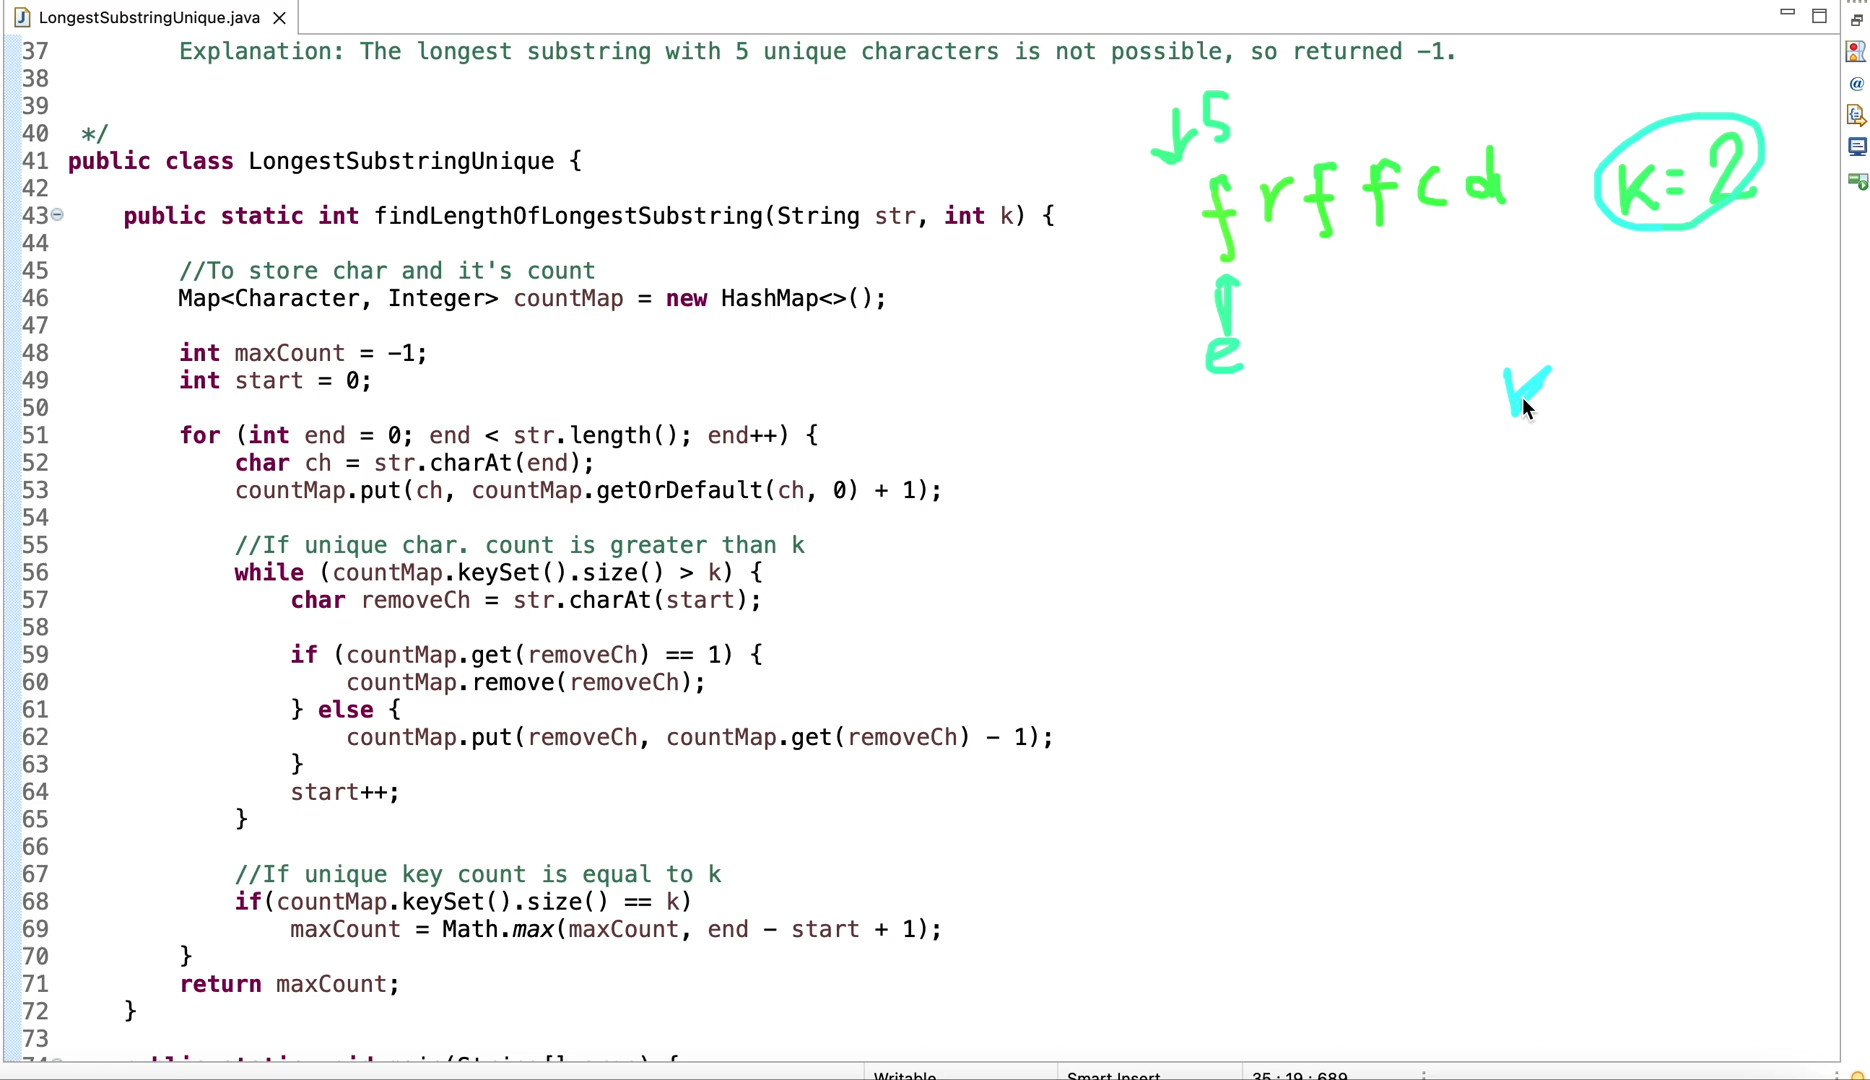 LongestSubstringUnique.java
37 Explanation: The longest substring with 5 unique characters is not possible, so returned -1.
38
39
40 */
41 public class LongestSubstringUnique {
42
43 public static int findLengthOfLongestSubstring(String str, int k) {
44
45 //To store char and it's count
46 Map<Character, Integer> countMap = new HashMap<>();
47
48 int maxCount = -1;
49 int start = 0;
50
51 for (int end = 0; end < str.length(); end++) {
52 char ch = str.charAt(end);
53 countMap.put(ch, countMap.getOrDefault(ch, 0) + 1);
54
55 //If unique char. count is greater than k
56 while (countMap.keySet().size() > k) {
57 char removeCh = str.charAt(start);
58
59 if (countMap.get(removeCh) == 1) {
60 countMap.remove(removeCh);
61 } else {
62 countMap.put(removeCh, countMap.get(removeCh) - 1);
63 }
64 start++;
65 }
66
67 //If unique key count is equal to k
68 if(countMap.keySet().size() == k)
69 maxCount = Math.max(maxCount, end - start + 1);
70 }
71 return maxCount;
72 }
73
74 public static void main(String[] args) {
s
f r f f c d
k=2
e
Writable
Smart Insert
35 : 19 : 689